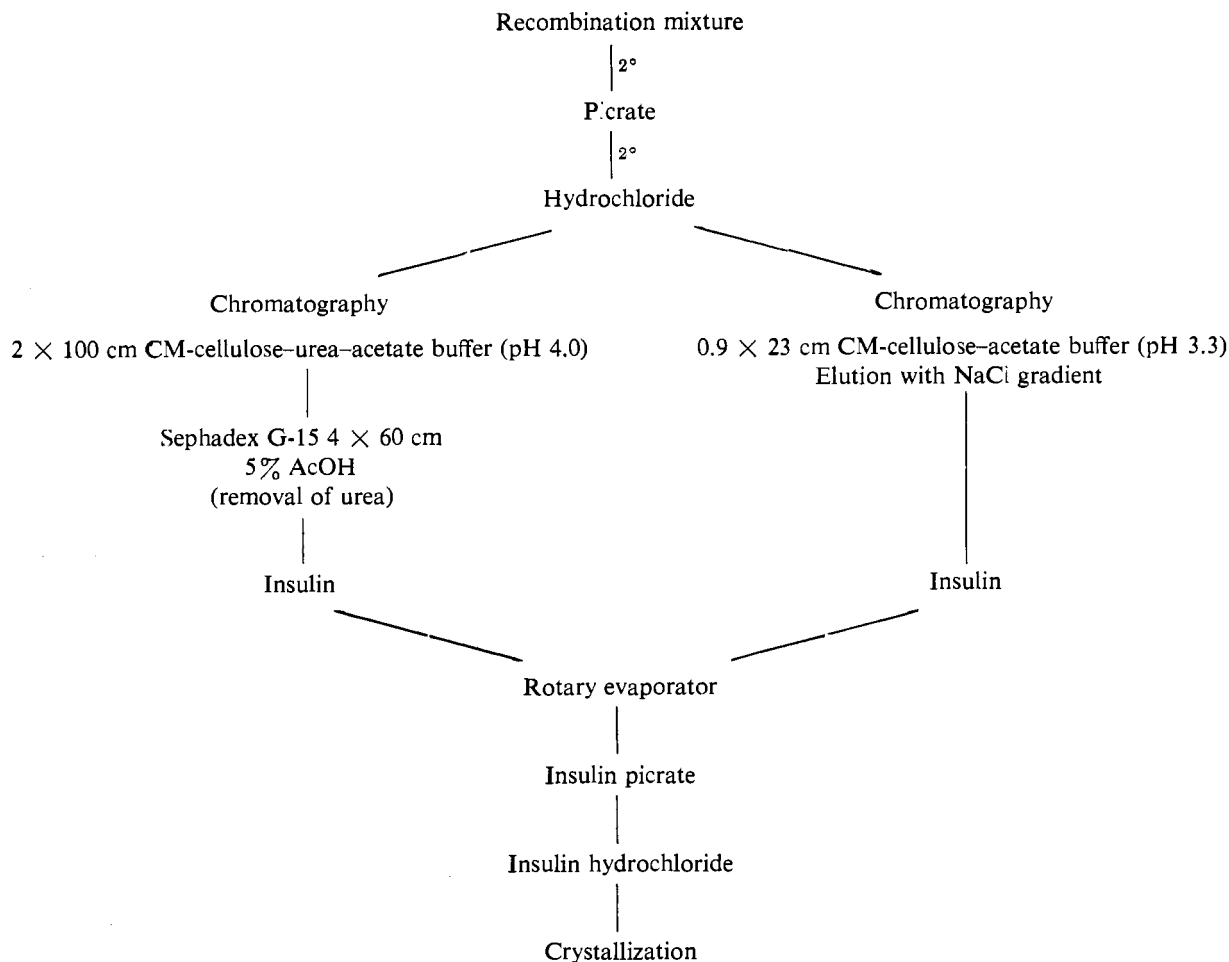 Recombination mixture
2°
P.crate
2°
Hydrochloride
Chromatography
2 × 100 cm CM-cellulose–urea–acetate buffer (pH 4.0)
Sephadex G-15 4 × 60 cm
5% AcOH
(removal of urea)
Insulin
Chromatography
0.9 × 23 cm CM-cellulose–acetate buffer (pH 3.3)
Elution with NaCl gradient
Insulin
Rotary evaporator
Insulin picrate
Insulin hydrochloride
Crystallization